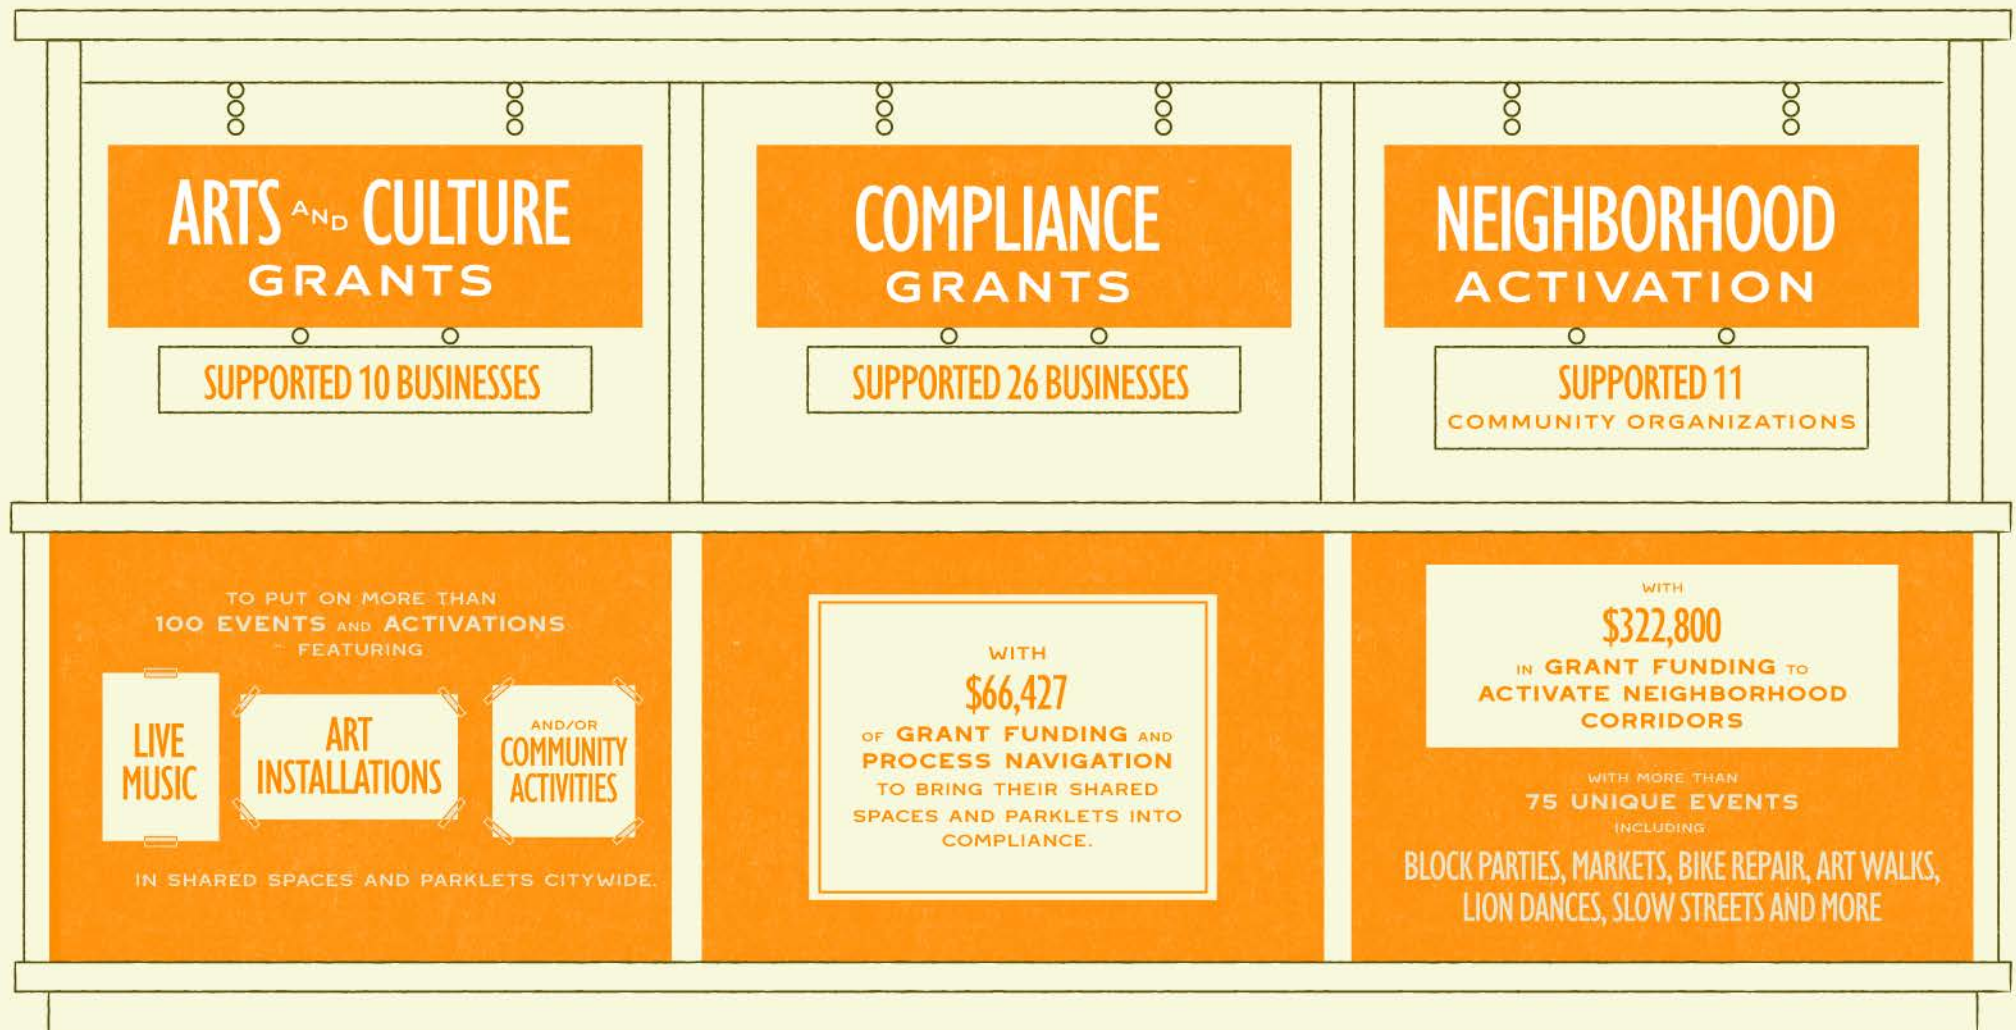 ARTS AND CULTURE
GRANTS
SUPPORTED 10 BUSINESSES
TO PUT ON MORE THAN
100 EVENTS AND ACTIVATIONS
FEATURING
LIVE
MUSIC
ART
INSTALLATIONS
AND/OR
COMMUNITY
ACTIVITIES
IN SHARED SPACES AND PARKLETS CITYWIDE.
COMPLIANCE
GRANTS
SUPPORTED 26 BUSINESSES
WITH
$66,427
OF GRANT FUNDING AND
PROCESS NAVIGATION
TO BRING THEIR SHARED
SPACES AND PARKLETS INTO
COMPLIANCE.
NEIGHBORHOOD
ACTIVATION
SUPPORTED 11
COMMUNITY ORGANIZATIONS
WITH
$322,800
IN GRANT FUNDING TO
ACTIVATE NEIGHBORHOOD
CORRIDORS
WITH MORE THAN
75 UNIQUE EVENTS
INCLUDING
BLOCK PARTIES, MARKETS, BIKE REPAIR, ART WALKS,
LION DANCES, SLOW STREETS AND MORE